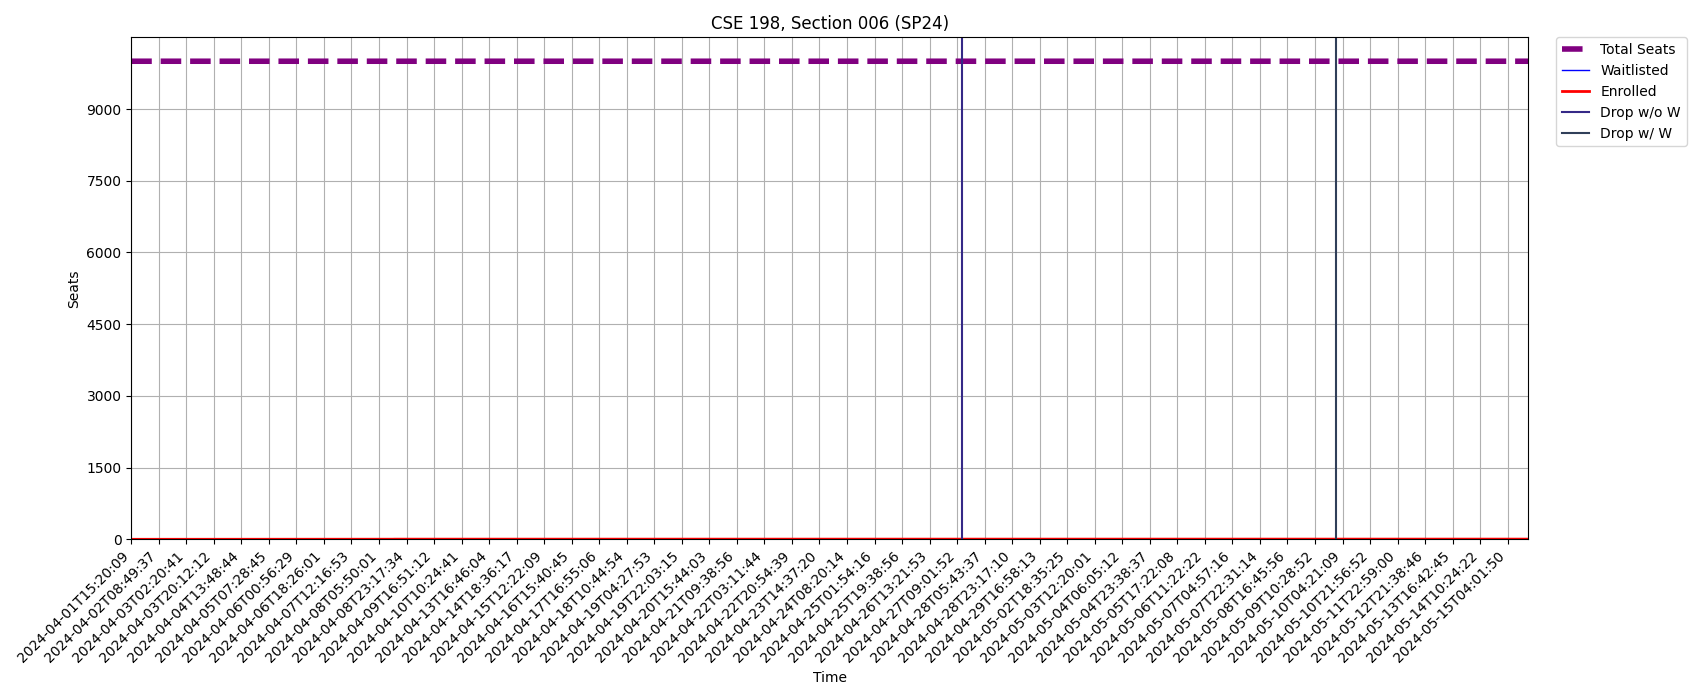 CSE 198, Section 006 (SP24)
Total Seats
Waitlisted
Enrolled
Drop w/o W
Drop w/ W
9000
7500
6000
4500
3000
1500
0
Seats
2024-04-01T15:20:09
2024-04-02T08:49:37
2024-04-03T02:20:41
2024-04-03T20:12:12
2024-04-04T13:48:44
2024-04-05T07:28:45
2024-04-06T00:56:29
2024-04-06T18:26:01
2024-04-07T12:16:53
2024-04-08T05:50:01
2024-04-08T23:17:34
2024-04-09T16:51:12
2024-04-10T10:24:41
2024-04-13T16:46:04
2024-04-14T18:36:17
2024-04-15T12:22:09
2024-04-16T15:40:45
2024-04-17T16:55:06
2024-04-18T10:44:54
2024-04-19T04:27:53
2024-04-19T22:03:15
2024-04-20T15:44:03
2024-04-21T09:38:56
2024-04-22T03:11:44
2024-04-22T20:54:39
2024-04-23T14:37:20
2024-04-24T08:20:14
2024-04-25T01:54:16
2024-04-25T19:38:56
2024-04-26T13:21:53
2024-04-27T09:01:52
2024-04-28T05:43:37
2024-04-28T23:17:10
2024-04-29T16:58:13
2024-05-02T18:35:25
2024-05-03T12:20:01
2024-05-04T06:05:12
2024-05-04T23:38:37
2024-05-05T17:22:08
2024-05-06T11:22:22
2024-05-07T04:57:16
2024-05-07T22:31:14
2024-05-08T16:45:56
2024-05-09T10:28:52
2024-05-10T04:21:09
2024-05-10T21:56:52
2024-05-11T22:59:00
2024-05-12T21:38:46
2024-05-13T16:42:45
2024-05-14T10:24:22
2024-05-15T04:01:50
Time